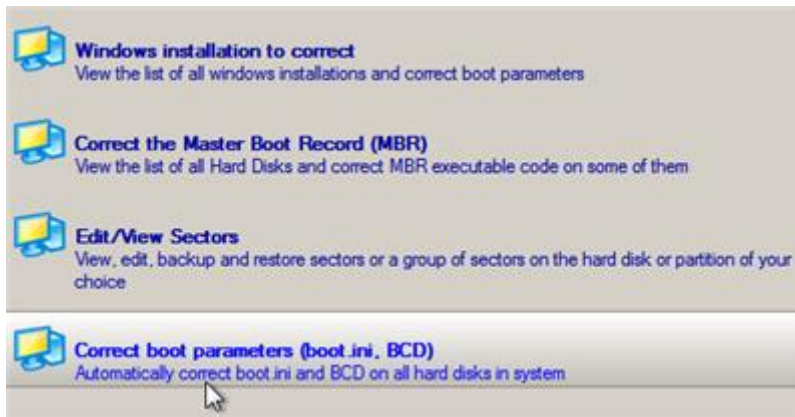 Windows installation to correct
View the list of all windows installations and correct boot parameters
Correct the Master Boot Record (MBR)
View the list of all Hard Disks and correct MBR executable code on some of them
Edit/View Sectors
View, edit, backup and restore sectors or a group of sectors on the hard disk or partition of your
choice
Correct boot parameters (boot.ini, BCD)
Automatically correct boot.ini and BCD on all hard disks in system